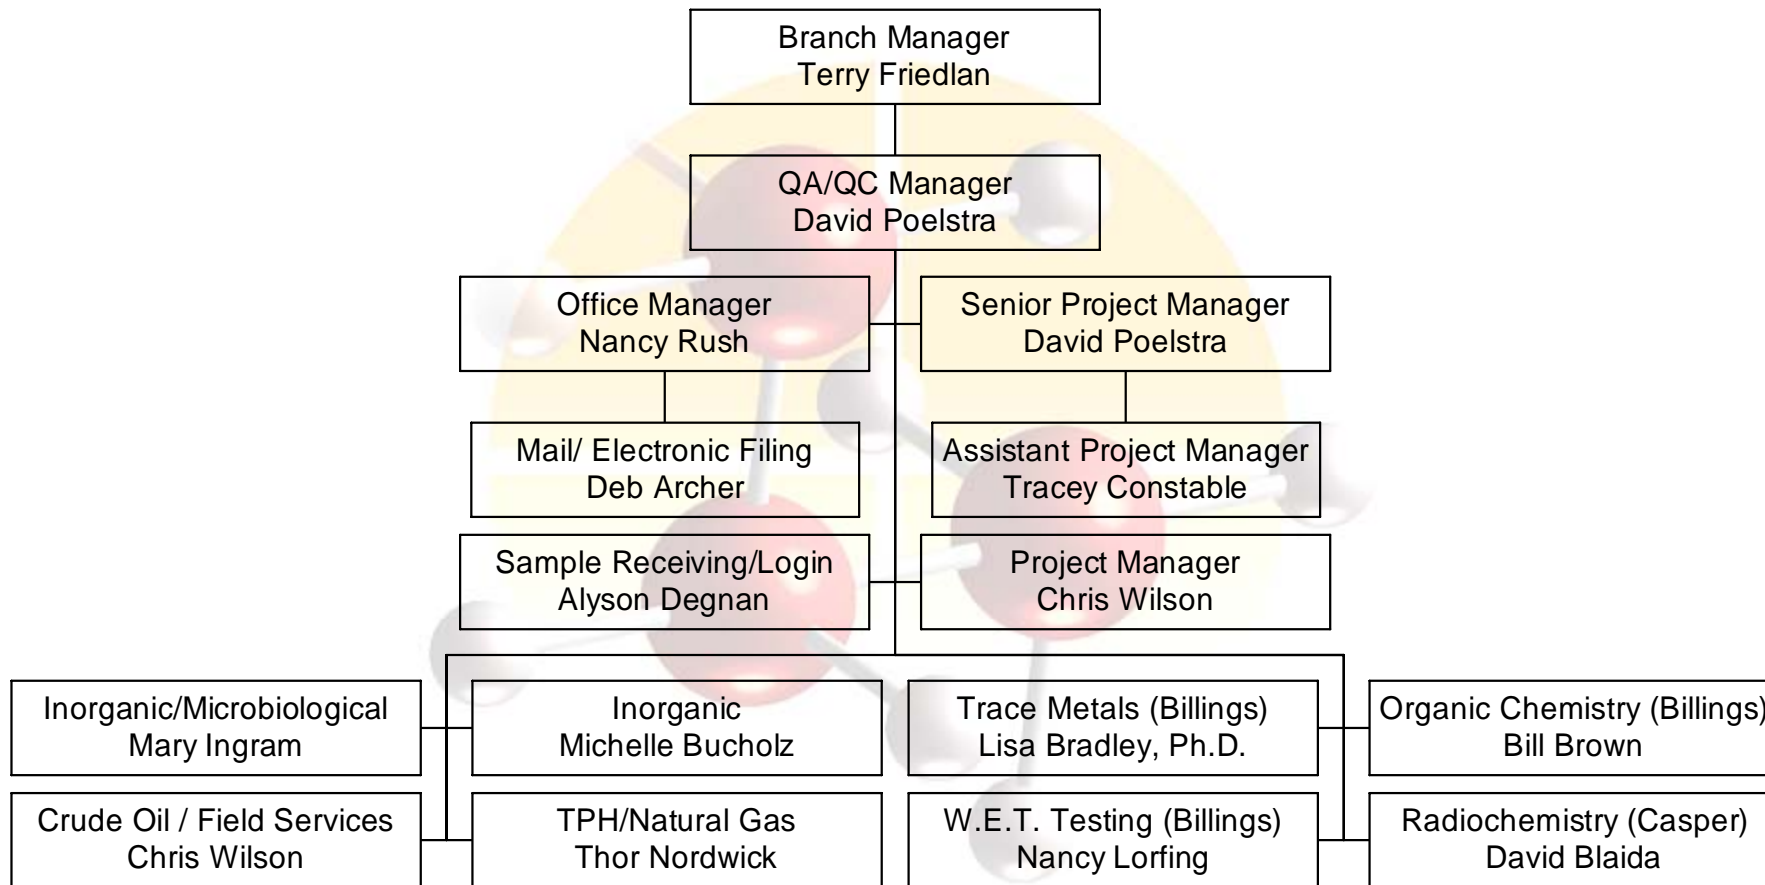 Branch Manager
Terry Friedlan
QA/QC Manager
David Poelstra
Office Manager
Nancy Rush
Senior Project Manager
David Poelstra
Mail/ Electronic Filing
Deb Archer
Assistant Project Manager
Tracey Constable
Sample Receiving/Login
Alyson Degnan
Project Manager
Chris Wilson
Inorganic/Microbiological
Mary Ingram
Inorganic
Michelle Bucholz
Trace Metals (Billings)
Lisa Bradley, Ph.D.
Organic Chemistry (Billings)
Bill Brown
Crude Oil / Field Services
Chris Wilson
TPH/Natural Gas
Thor Nordwick
W.E.T. Testing (Billings)
Nancy Lorfing
Radiochemistry (Casper)
David Blaida